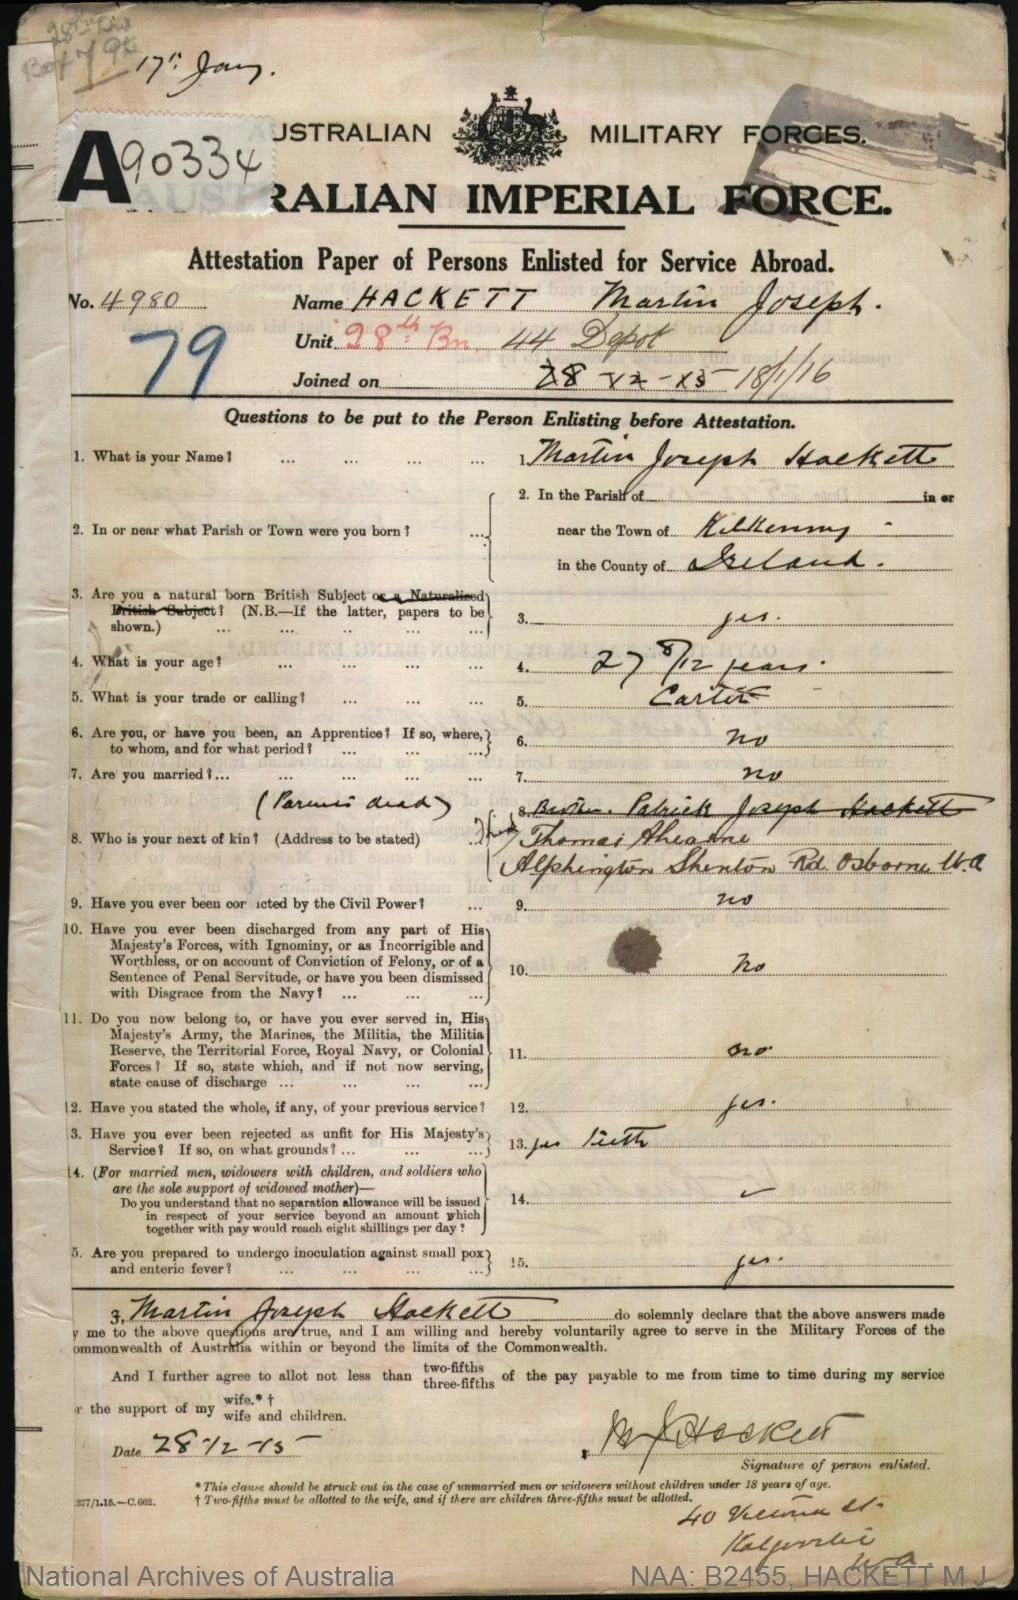 28th
Box 79
17th Jany.
A90334
AUSTRALIAN MILITARY FORCES.
AUSTRALIAN IMPERIAL FORCE.
Attestation Paper of Persons Enlisted for Service Abroad.
No. 4980 Name HACKETT Martin Joseph.
79 Unit 28th Bn. 44 Depot
Joined on 28-12-15 18/1/16
Questions to be put to the Person Enlisting before Attestation.
1. What is your Name? ... ... ... ... 1. Martin Joseph Hackett
2. In the Parish of in or
2. In or near what Parish or Town were you born? ... near the Town of Kilkenny
in the County of Ireland.
3. Are you a natural born British Subject or a Naturalized
British Subject? (N.B.—If the latter, papers to be
shown.) ... ... ... ... ... 3. yes.
4. What is your age? ... ... ... ... 4. 27 8/12 years.
5. What is your trade or calling? ... ... ... 5. Carter
6. Are you, or have you been, an Apprentice? If so, where,
to whom, and for what period? ... ... ... 6. no
7. Are you married?... ... ... ... ... 7. no
(Parents dead) 8. Brother. Patrick Joseph Hackett
8. Who is your next of kin? (Address to be stated) ... Thomas Ahearne
Alphington Shenton Rd. Osborne W.A
9. Have you ever been con icted by the Civil Power? ... 9. no
10. Have you ever been discharged from any part of His
Majesty's Forces, with Ignominy, or as Incorrigible and
Worthless, or on account of Conviction of Felony, or of a
Sentence of Penal Servitude, or have you been dismissed
with Disgrace from the Navy? ... ... ... 10. No
11. Do you now belong to, or have you ever served in, His
Majesty's Army, the Marines, the Militia, the Militia
Reserve, the Territorial Force, Royal Navy, or Colonial
Forces? If so, state which, and if not now serving,
state cause of discharge ... ... ... ... 11. no
12. Have you stated the whole, if any, of your previous service? 12. yes.
3. Have you ever been rejected as unfit for His Majesty's
Service? If so, on what grounds?... ... ... 13. yes Teeth
4. (For married men, widowers with children, and soldiers who
are the sole support of widowed mother)—
Do you understand that no separation allowance will be issued
in respect of your service beyond an amount which
together with pay would reach eight shillings per day? 14. ✓
5. Are you prepared to undergo inoculation against small pox
and enteric fever? ... ... ... ... 15. yes.
I, Martin Joseph Hackett do solemnly declare that the above answers made
y me to the above questions are true, and I am willing and hereby voluntarily agree to serve in the Military Forces of the
ommonwealth of Australia within or beyond the limits of the Commonwealth.
And I further agree to allot not less than two-fifths three-fifths of the pay payable to me from time to time during my service
r the support of my wife.*† wife and children.
Date 28-12-15 M J Hackett
Signature of person enlisted.
* This clause should be struck out in the case of unmarried men or widowers without children under 18 years of age.
377/1.15.—C.662. † Two-fifths must be allotted to the wife, and if there are children three-fifths must be allotted.
40 Victoria St.
Kalgoorlie
W.A.
National Archives of Australia NAA: B2455, HACKETT M J